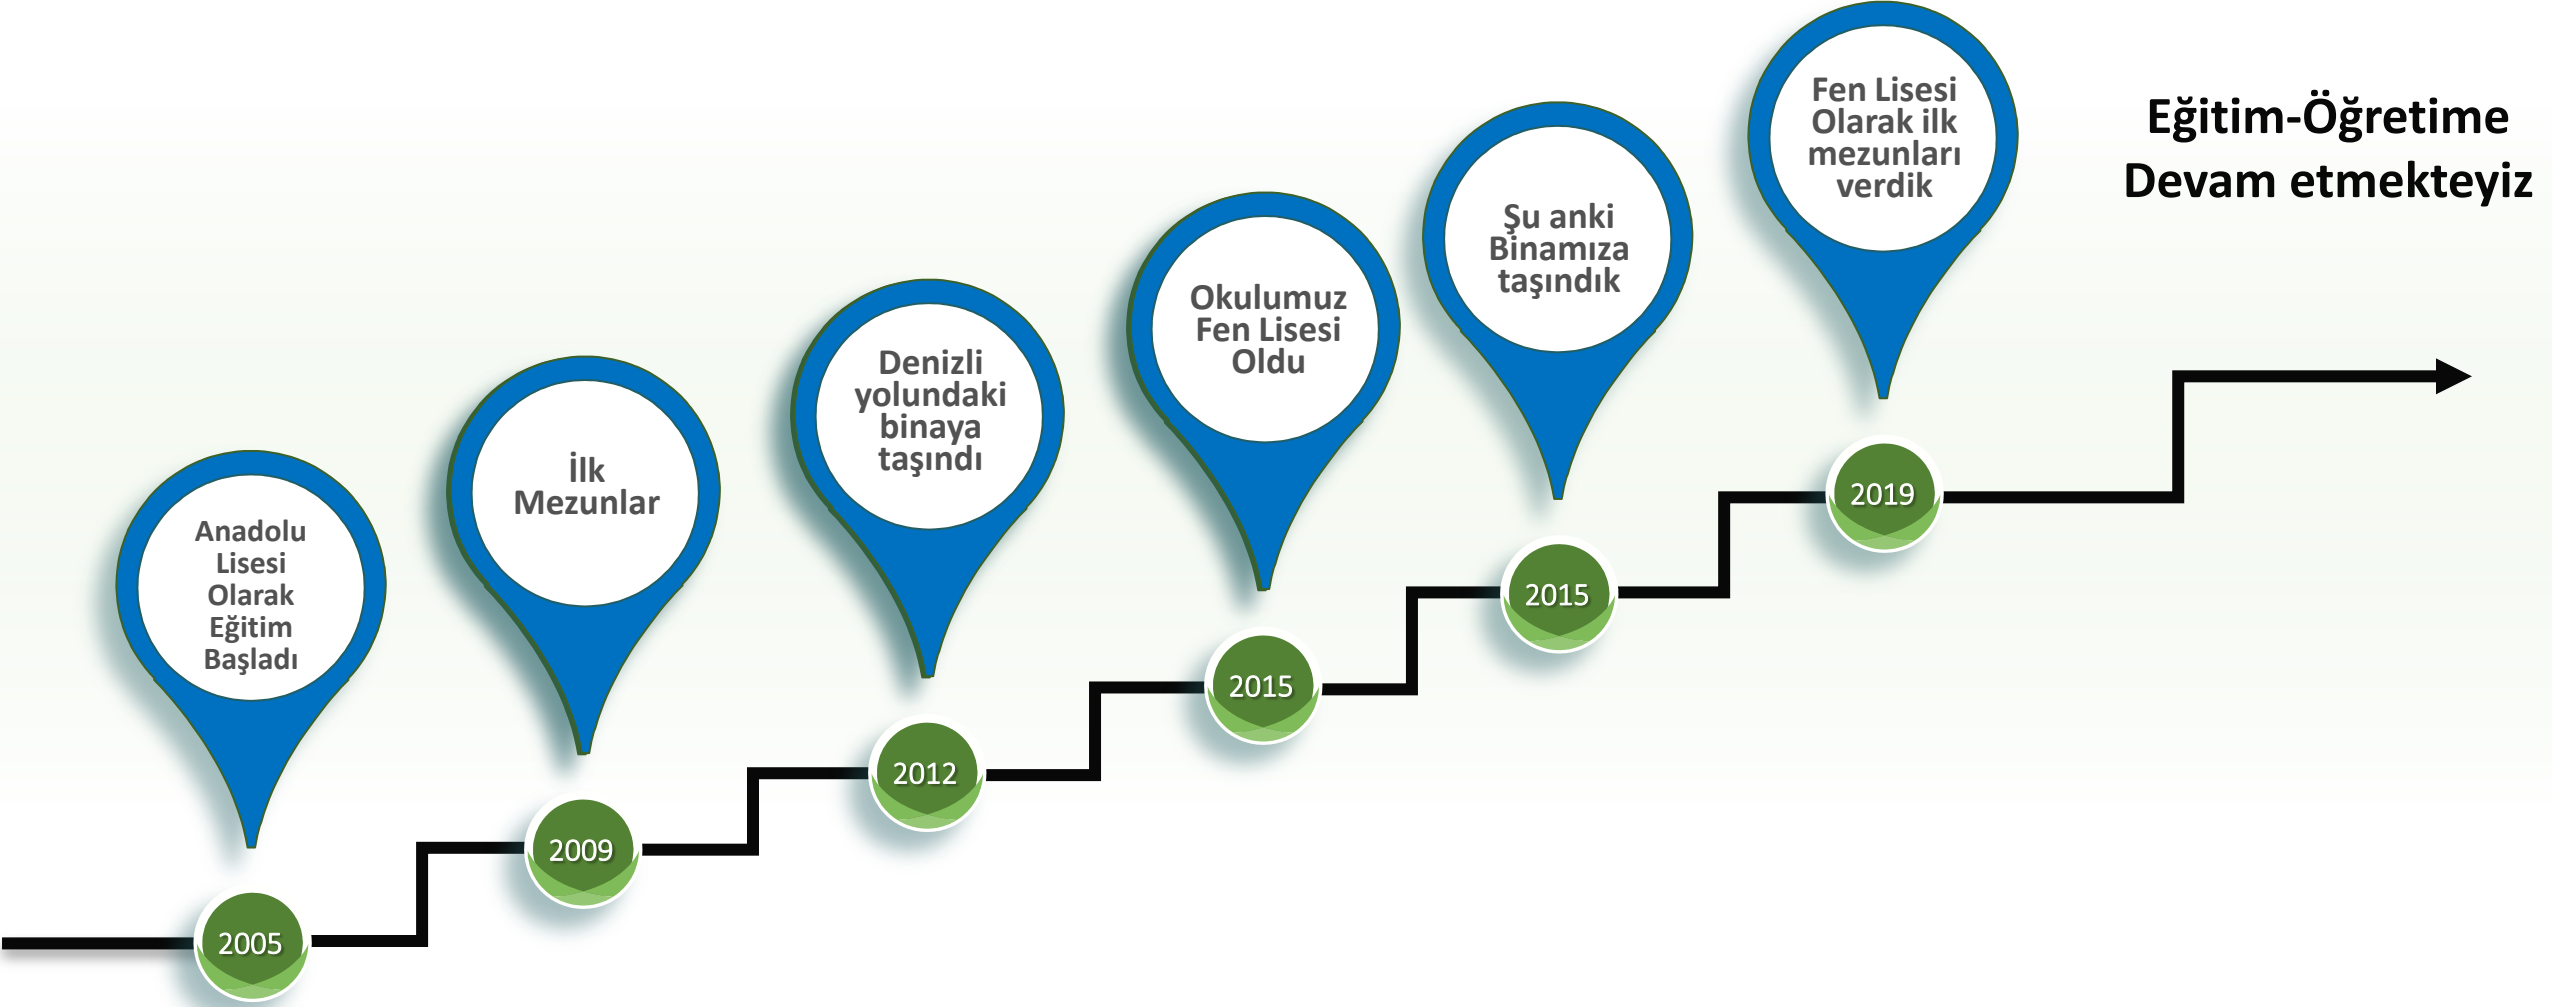 Anadolu
Lisesi
Olarak
Eğitim
Başladı
2005
İlk
Mezunlar
2009
Denizli
yolundaki
binaya
taşındı
2012
Okulumuz
Fen Lisesi
Oldu
2015
Şu anki
Binamıza
taşındık
2015
Fen Lisesi
Olarak ilk
mezunları
verdik
2019
Eğitim-Öğretime
Devam etmekteyiz